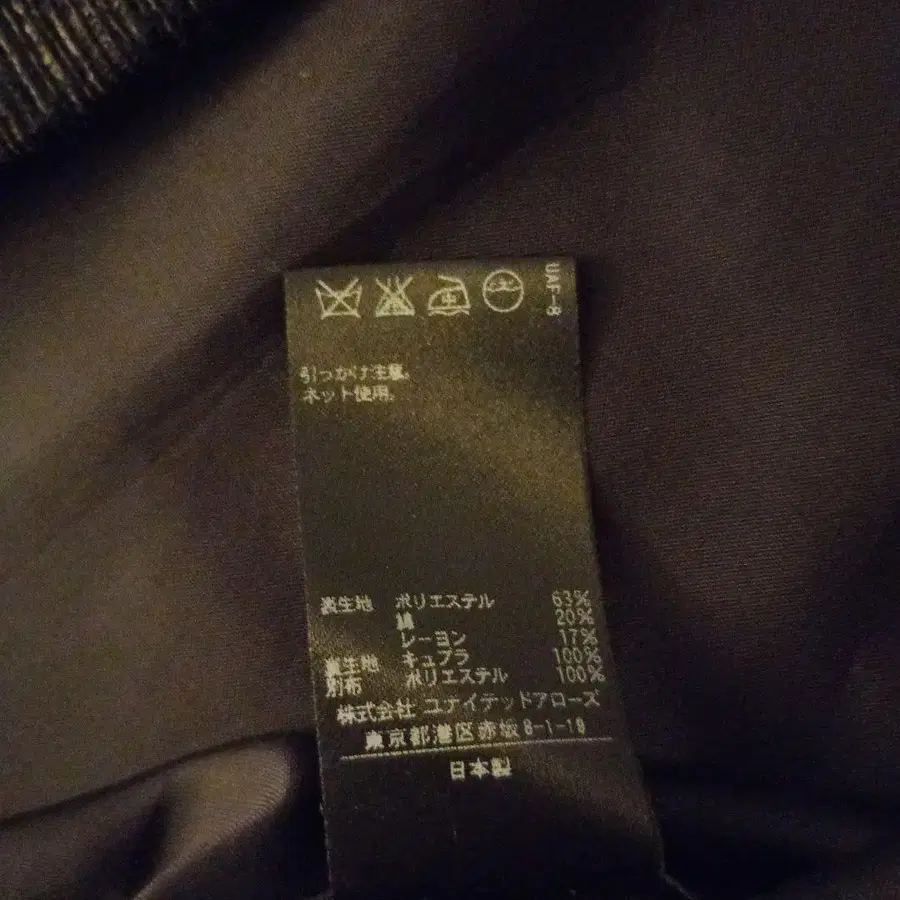 UAF-8
引っかけ注意。
ネット使用。
表生地 ポリエステル 63%
綿 20%
レーヨン 17%
裏生地 キュプラ 100%
別布 ポリエステル 100%
株式会社 ユナイテッドアローズ
東京都港区赤坂8-1-19
日本製